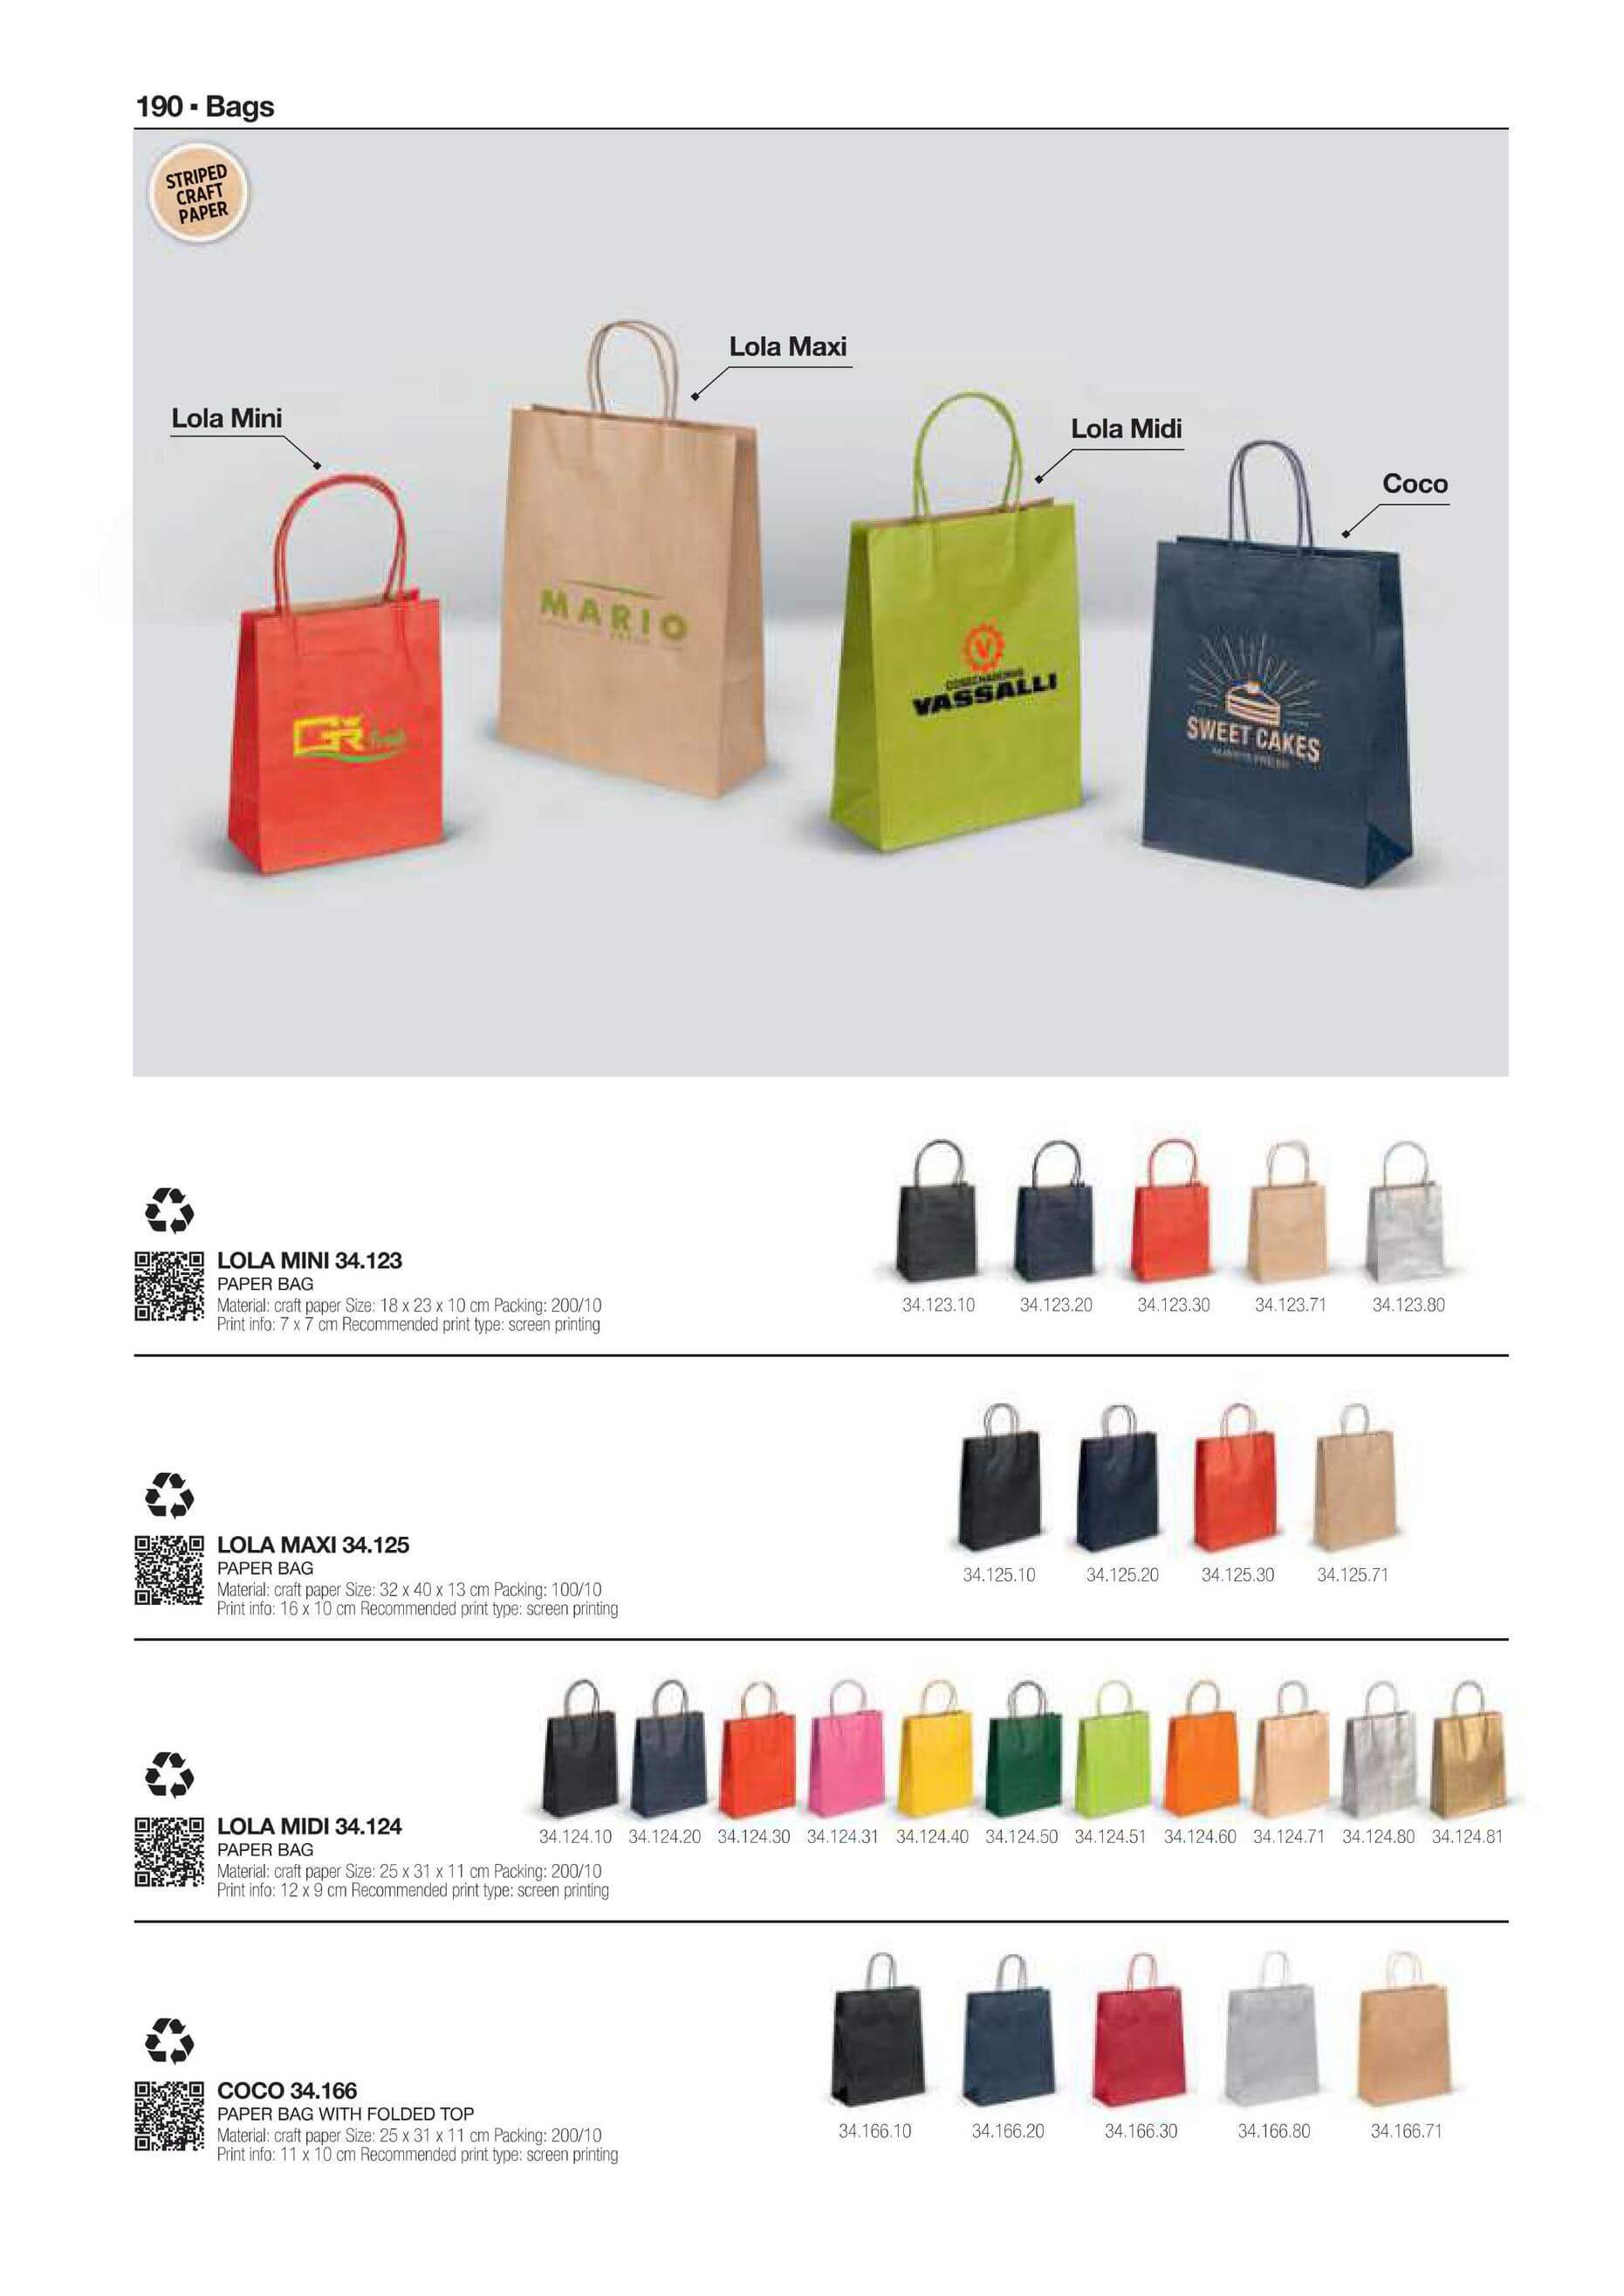 190 ▪ Bags
STRIPED
CRAFT
PAPER
Lola Maxi
Lola Mini
Lola Midi
Coco
MARIO
V
VASSALLI
GR
SWEET CAKES
LOLA MINI 34.123
PAPER BAG
Material: craft paper Size: 18 x 23 x 10 cm Packing: 200/10
Print info: 7 x 7 cm Recommended print type: screen printing
34.123.10 34.123.20 34.123.30 34.123.71 34.123.80
LOLA MAXI 34.125
PAPER BAG
Material: craft paper Size: 32 x 40 x 13 cm Packing: 100/10
Print info: 16 x 10 cm Recommended print type: screen printing
34.125.10 34.125.20 34.125.30 34.125.71
34.124.10 34.124.20 34.124.30 34.124.31 34.124.40 34.124.50 34.124.51 34.124.60 34.124.71 34.124.80 34.124.81
LOLA MIDI 34.124
PAPER BAG
Material: craft paper Size: 25 x 31 x 11 cm Packing: 200/10
Print info: 12 x 9 cm Recommended print type: screen printing
COCO 34.166
PAPER BAG WITH FOLDED TOP
Material: craft paper Size: 25 x 31 x 11 cm Packing: 200/10
Print info: 11 x 10 cm Recommended print type: screen printing
34.166.10 34.166.20 34.166.30 34.166.80 34.166.71